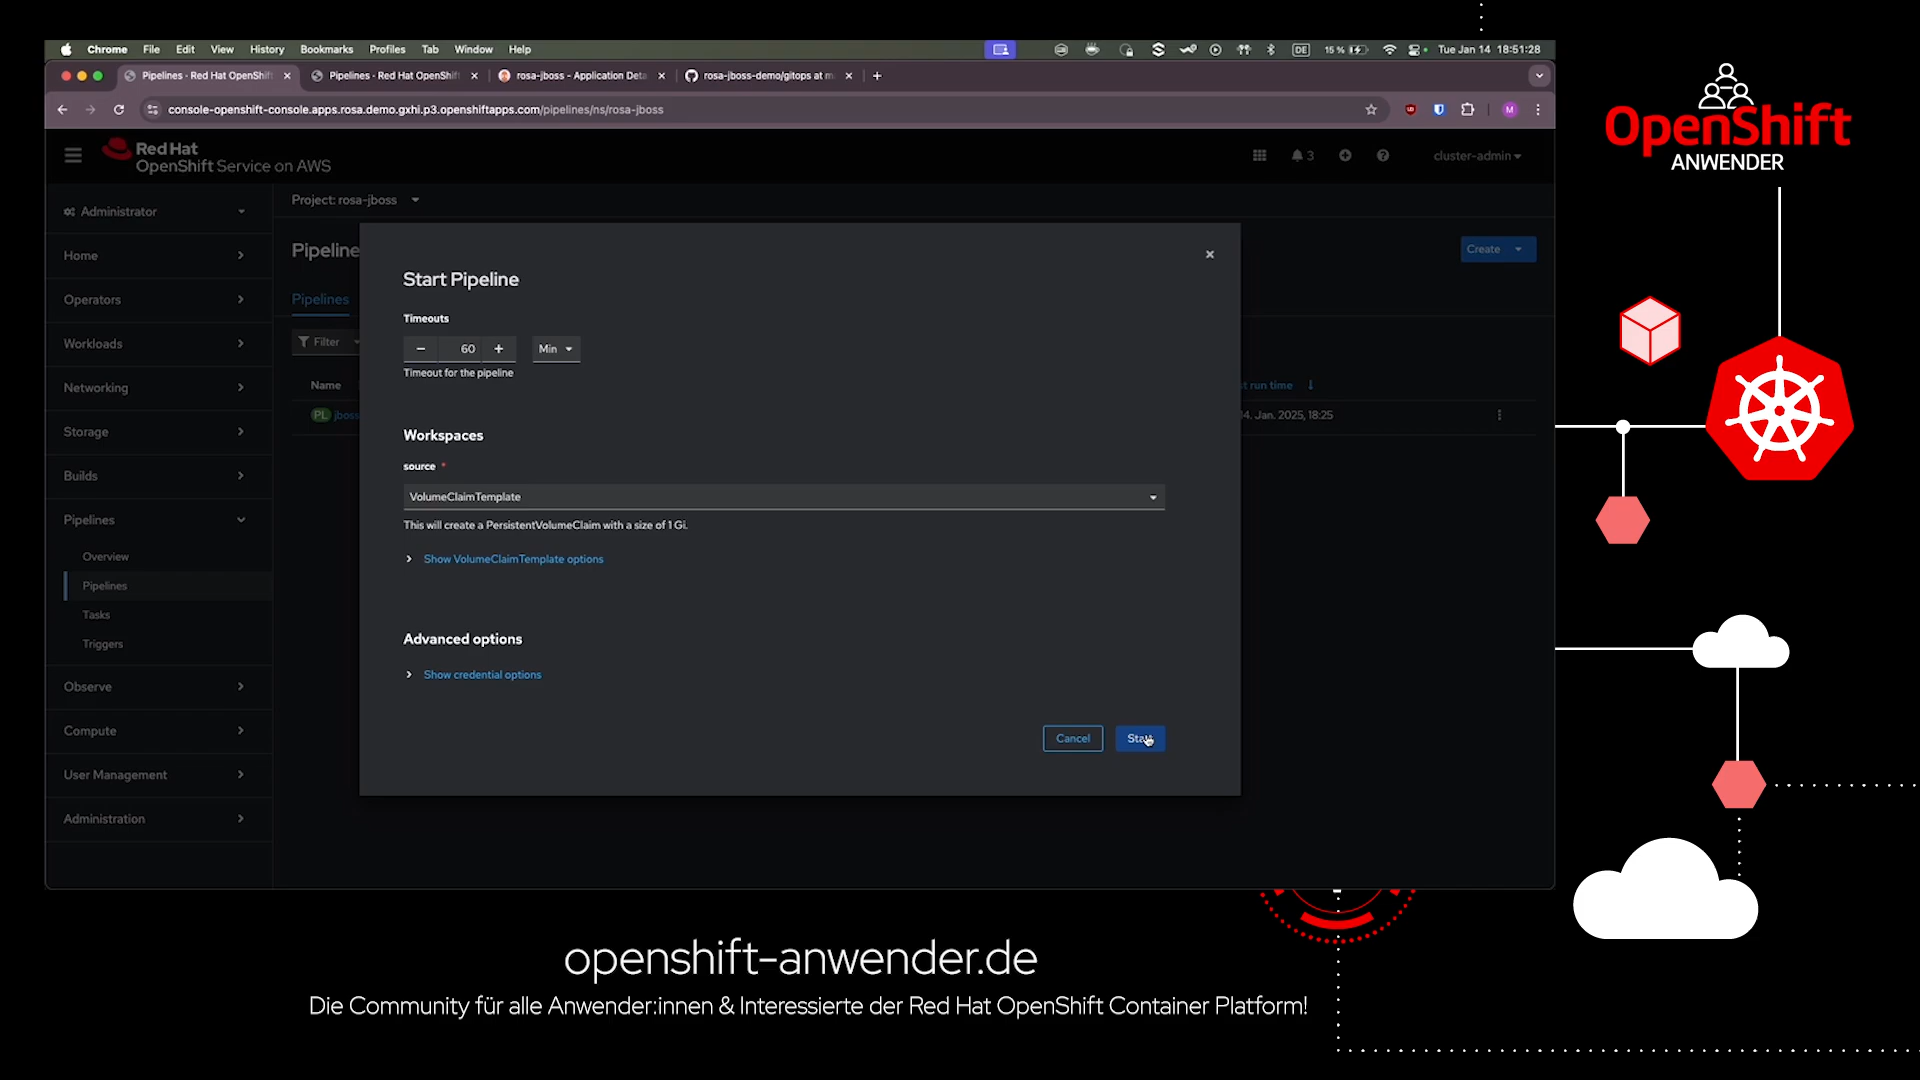 Chrome File Edit View History Bookmarks Profiles Tab Window Help DE 15 % Tue Jan 14 18:51:28
Pipelines - Red Hat OpenShift Pipelines - Red Hat OpenShift rosa-jboss - Application Deta rosa-jboss-demo/gitops at m
console-openshift-console.apps.rosa.demo.gxhi.p3.openshiftapps.com/pipelines/ns/rosa-jboss M
OpenShift
ANWENDER
Red Hat
OpenShift Service on AWS
3 cluster-admin
Administrator
Home
Operators
Workloads
Networking
Storage
Builds
Pipelines
Overview
Pipelines
Tasks
Triggers
Observe
Compute
User Management
Administration
Project: rosa-jboss
Pipeline
Create
Pipelines
Filter
Name
run time
PL jboss
14. Jan. 2025, 18:25
Start Pipeline
Timeouts
60 Min
Timeout for the pipeline
Workspaces
source *
VolumeClaimTemplate
This will create a PersistentVolumeClaim with a size of 1 Gi.
Show VolumeClaimTemplate options
Advanced options
Show credential options
Cancel
openshift-anwender.de
Die Community für alle Anwender:innen & Interessierte der Red Hat OpenShift Container Platform!